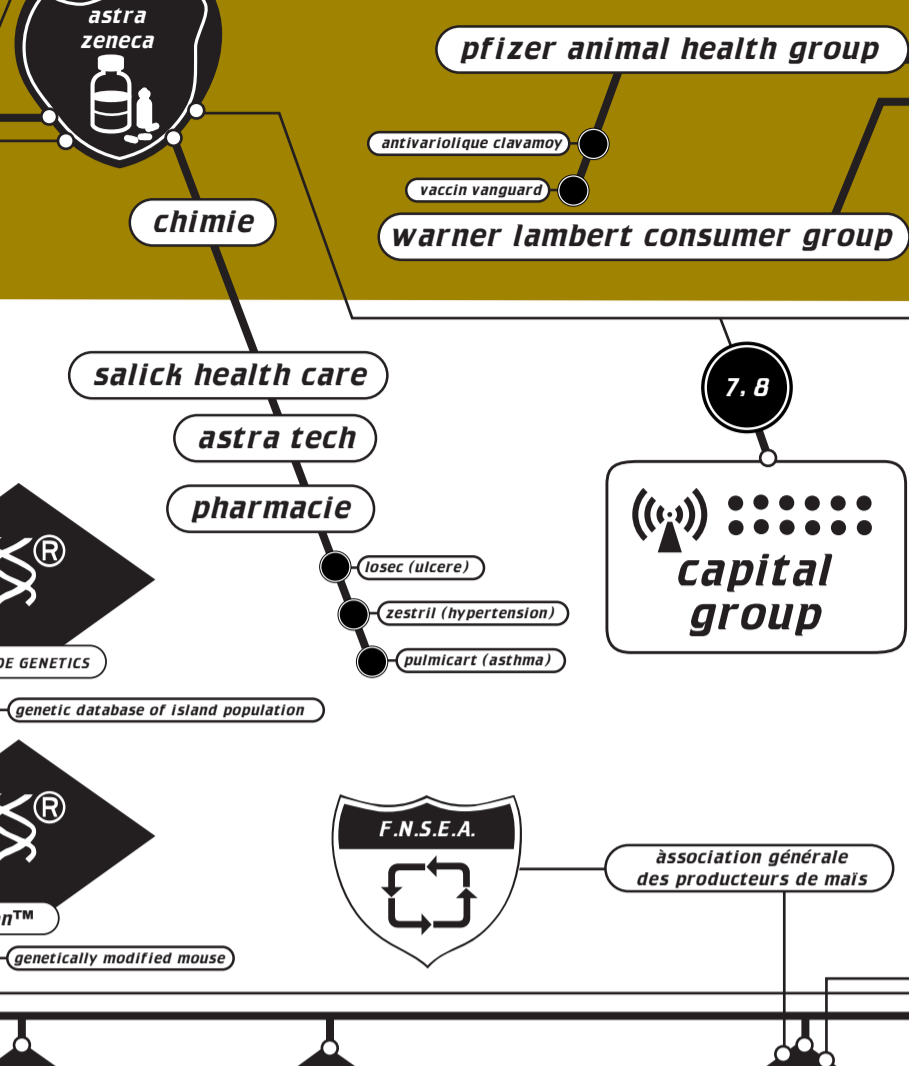 astra
zeneca
pfizer animal health group
antivariolique clavamoy
vaccin vanguard
chimie
warner lambert consumer group
salick health care
7, 8
astra tech
pharmacie
capital
group
losec (ulcere)
zestril (hypertension)
pulmicart (asthma)
®
DE GENETICS
genetic database of island population
®
F.N.S.E.A.
àssociation générale
des producteurs de maïs
n™
genetically modified mouse